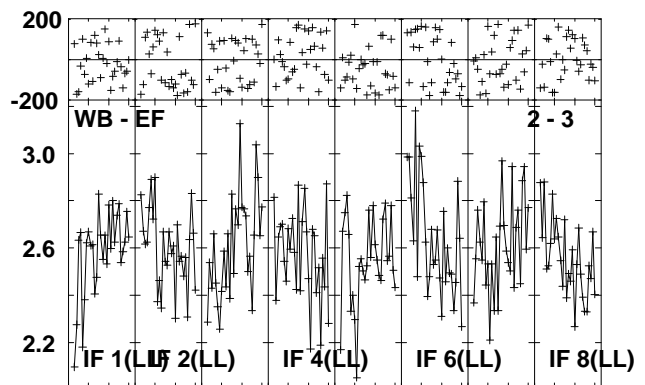 200
-200
WB - EF 2 - 3
3.0
2.6
2.2
IF 1(LL) IF 2(LL) IF 4(LL) IF 6(LL) IF 8(LL)